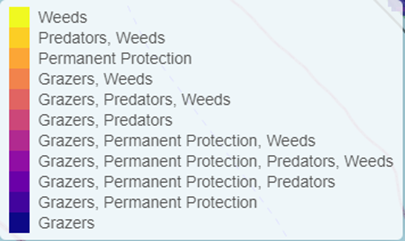 Weeds
Predators, Weeds
Permanent Protection
Grazers, Weeds
Grazers, Predators, Weeds
Grazers, Predators
Grazers, Permanent Protection, Weeds
Grazers, Permanent Protection, Predators, Weeds
Grazers, Permanent Protection, Predators
Grazers, Permanent Protection
Grazers